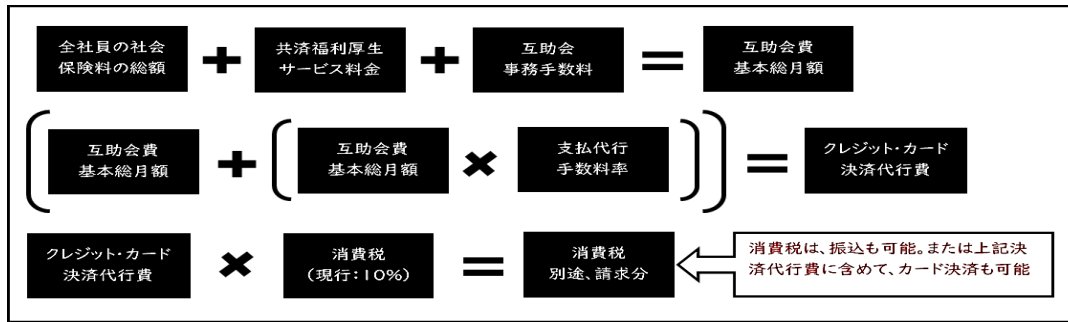 全社員の社会
保険料の総額
+
共済福利厚生
サービス料金
+
互助会
事務手数料
=
互助会費
基本総月額
(
互助会費
基本総月額
+
(
互助会費
基本総月額
×
支払代行
手数料率
)
)
=
クレジット・カード
決済代行費
クレジット・カード
決済代行費
×
消費税
(現行:10%)
=
消費税
別途、請求分
消費税は、振込も可能。または上記決
済代行費に含めて、カード決済も可能